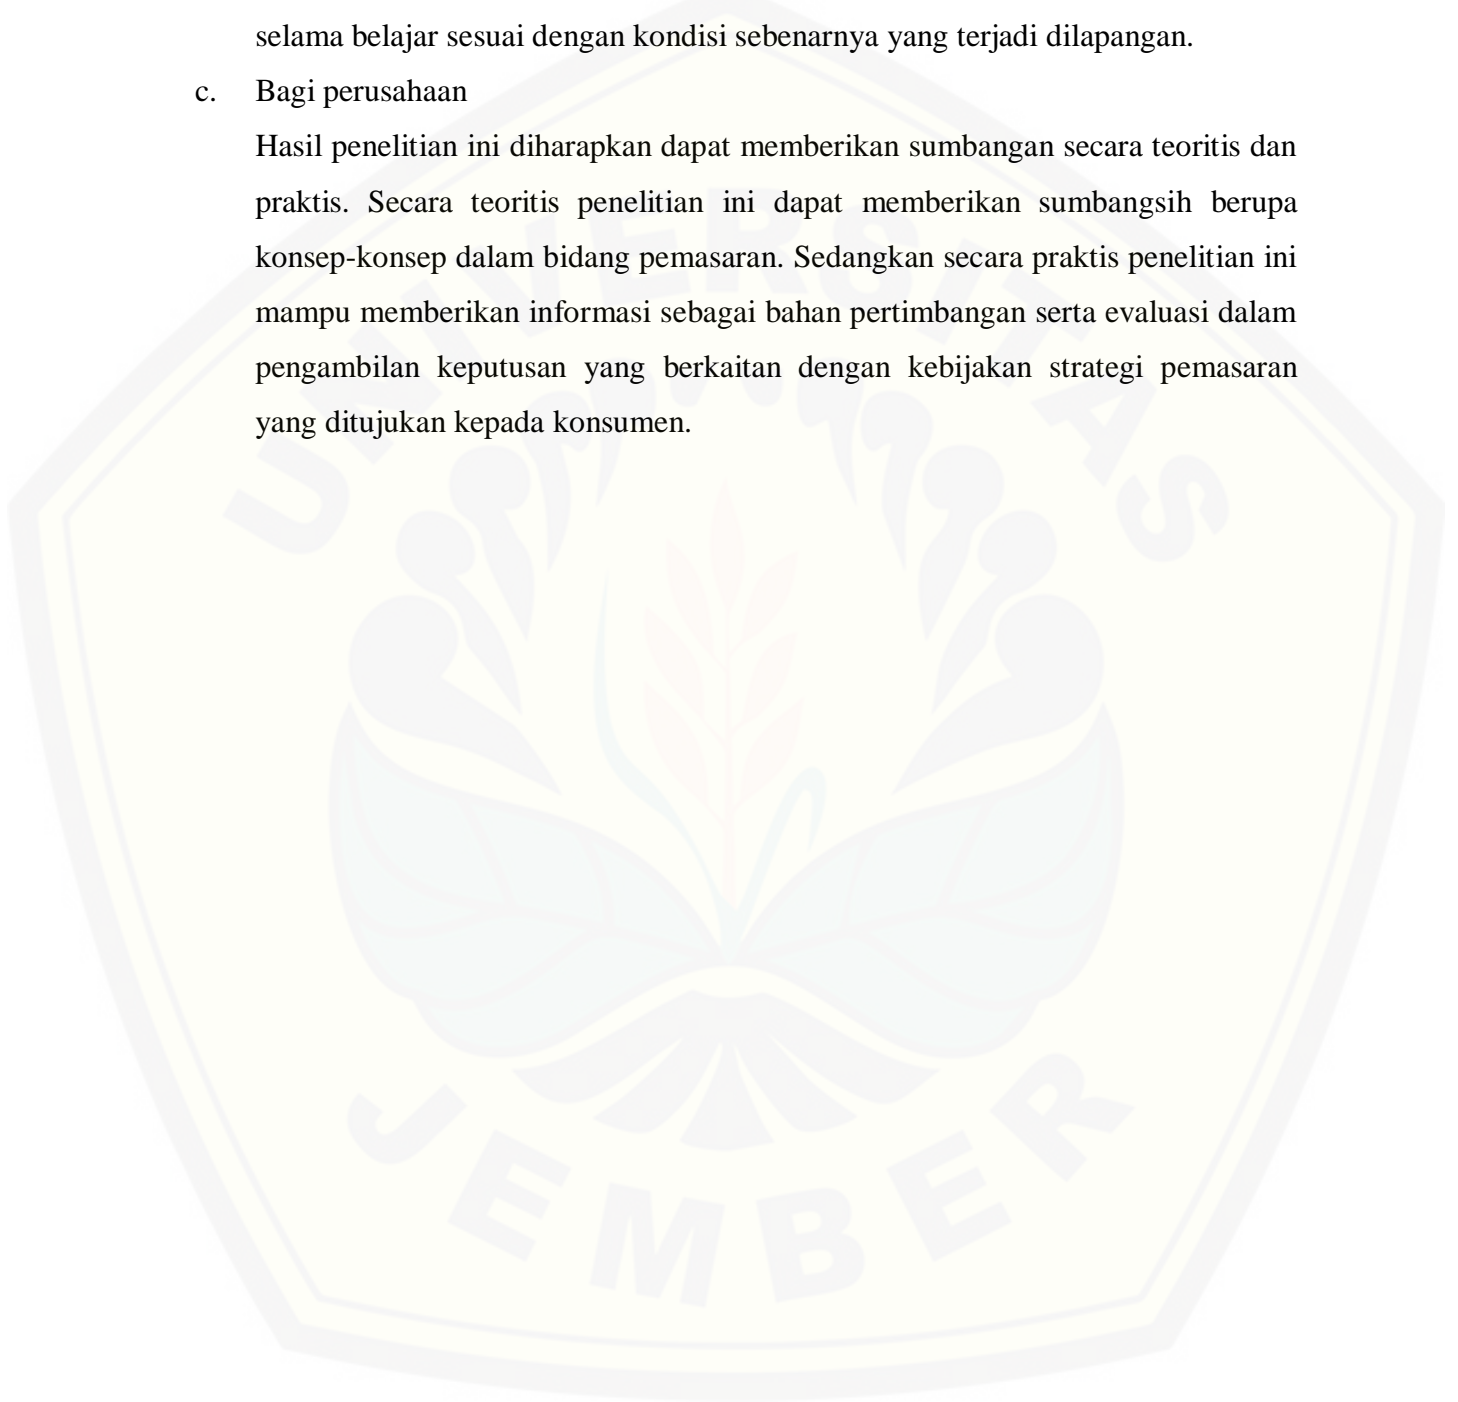 selama belajar sesuai dengan kondisi sebenarnya yang terjadi dilapangan.
c. Bagi perusahaan
Hasil penelitian ini diharapkan dapat memberikan sumbangan secara teoritis dan
praktis. Secara teoritis penelitian ini dapat memberikan sumbangsih berupa
konsep-konsep dalam bidang pemasaran. Sedangkan secara praktis penelitian ini
mampu memberikan informasi sebagai bahan pertimbangan serta evaluasi dalam
pengambilan keputusan yang berkaitan dengan kebijakan strategi pemasaran
yang ditujukan kepada konsumen.
UNIVERSITAS
JEMBER